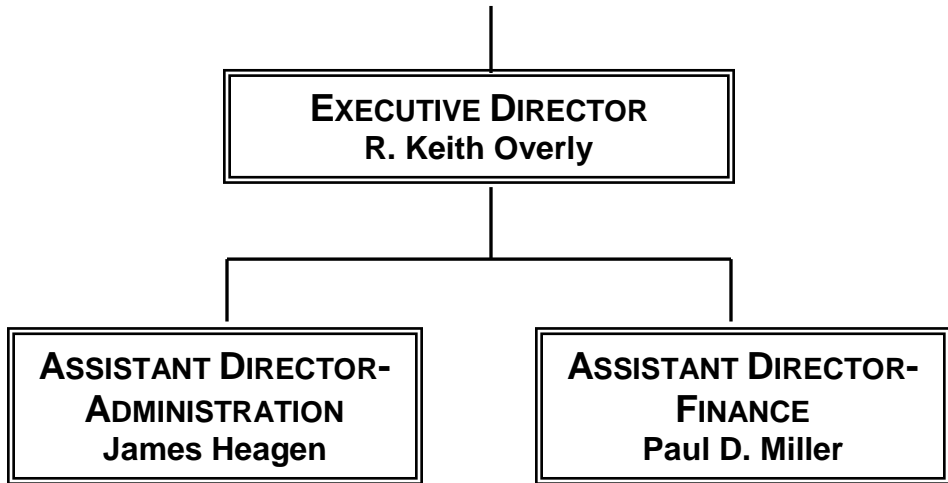 EXECUTIVE DIRECTOR
R. Keith Overly
ASSISTANT DIRECTOR-
ADMINISTRATION
James Heagen
ASSISTANT DIRECTOR-
FINANCE
Paul D. Miller